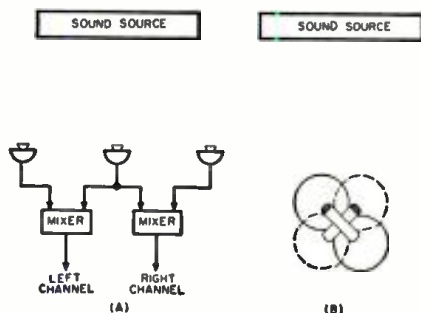 SOUND SOURCE
SOUND SOURCE
MIXER
MIXER
LEFT
CHANNEL
RIGHT
CHANNEL
(A)
(B)